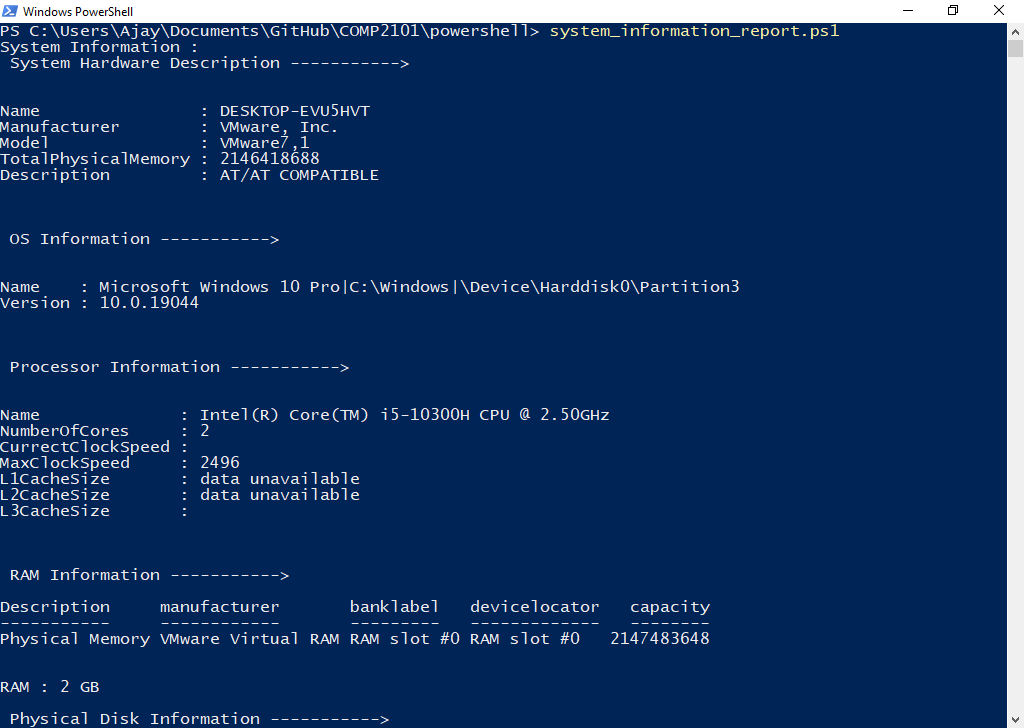 Windows PowerShell
PS C:\Users\Ajay\Documents\GitHub\COMP2101\powershell> system_information_report.ps1
System Information :
 System Hardware Description ----------->
Name                : DESKTOP-EVU5HVT
Manufacturer        : VMware, Inc.
Model               : VMware7,1
TotalPhysicalMemory : 2146418688
Description         : AT/AT COMPATIBLE
 OS Information ----------->
Name    : Microsoft Windows 10 Pro|C:\Windows|\Device\Harddisk0\Partition3
Version : 10.0.19044
 Processor Information ----------->
Name              : Intel(R) Core(TM) i5-10300H CPU @ 2.50GHz
NumberOfCores     : 2
CurrectClockSpeed :
MaxClockSpeed     : 2496
L1CacheSize       : data unavailable
L2CacheSize       : data unavailable
L3CacheSize       :
 RAM Information ----------->
Description     manufacturer       banklabel   devicelocator   capacity
-----------     ------------       ---------   -------------   --------
Physical Memory VMware Virtual RAM RAM slot #0 RAM slot #0   2147483648
RAM : 2 GB
 Physical Disk Information ----------->